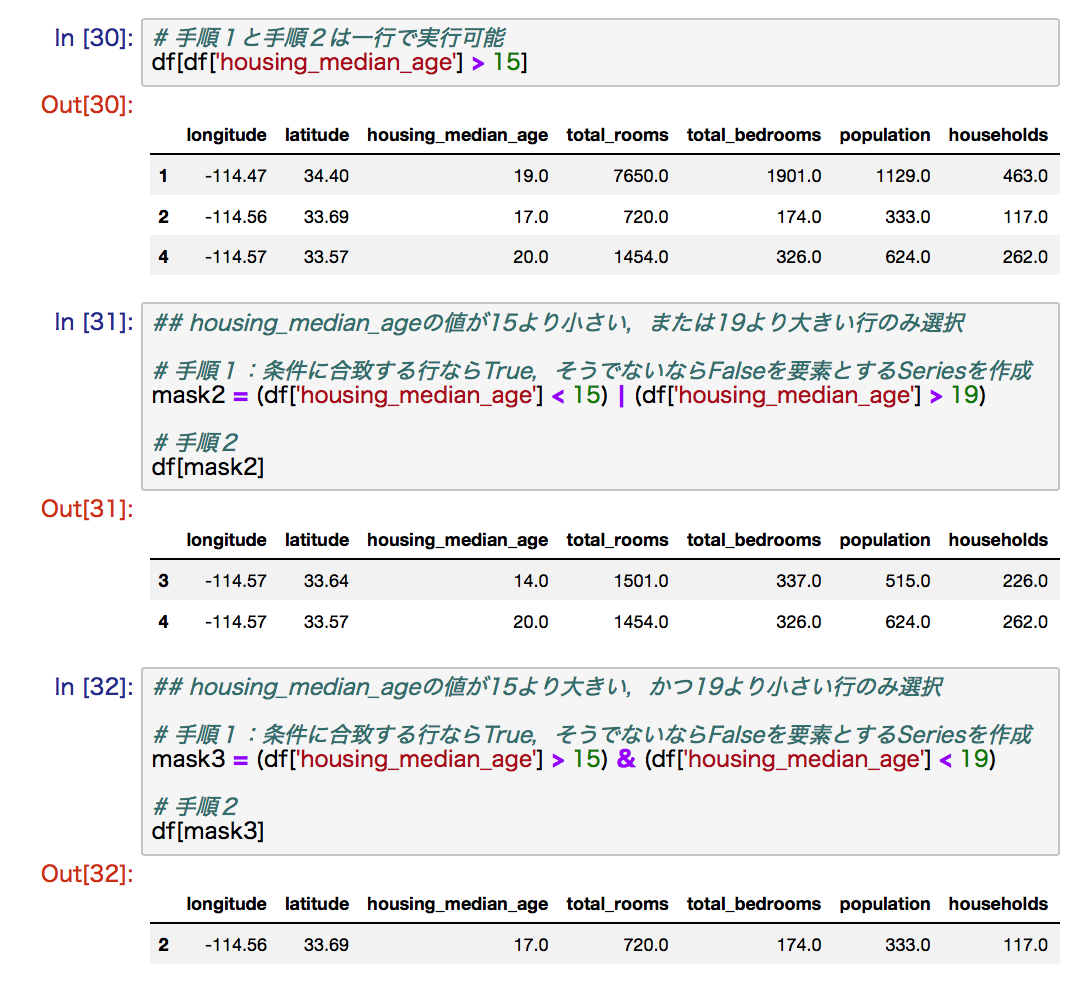 In [30]:
# 手順１と手順２は一行で実行可能
df[df['housing_median_age'] > 15]
Out[30]:
longitude latitude housing_median_age total_rooms total_bedrooms population households
1 -114.47 34.40 19.0 7650.0 1901.0 1129.0 463.0
2 -114.56 33.69 17.0 720.0 174.0 333.0 117.0
4 -114.57 33.57 20.0 1454.0 326.0 624.0 262.0
In [31]:
## housing_median_ageの値が15より小さい，または19より大きい行のみ選択
# 手順１：条件に合致する行ならTrue，そうでないならFalseを要素とするSeriesを作成
mask2 = (df['housing_median_age'] < 15) | (df['housing_median_age'] > 19)
# 手順２
df[mask2]
Out[31]:
longitude latitude housing_median_age total_rooms total_bedrooms population households
3 -114.57 33.64 14.0 1501.0 337.0 515.0 226.0
4 -114.57 33.57 20.0 1454.0 326.0 624.0 262.0
In [32]:
## housing_median_ageの値が15より大きい，かつ19より小さい行のみ選択
# 手順１：条件に合致する行ならTrue，そうでないならFalseを要素とするSeriesを作成
mask3 = (df['housing_median_age'] > 15) & (df['housing_median_age'] < 19)
# 手順２
df[mask3]
Out[32]:
longitude latitude housing_median_age total_rooms total_bedrooms population households
2 -114.56 33.69 17.0 720.0 174.0 333.0 117.0